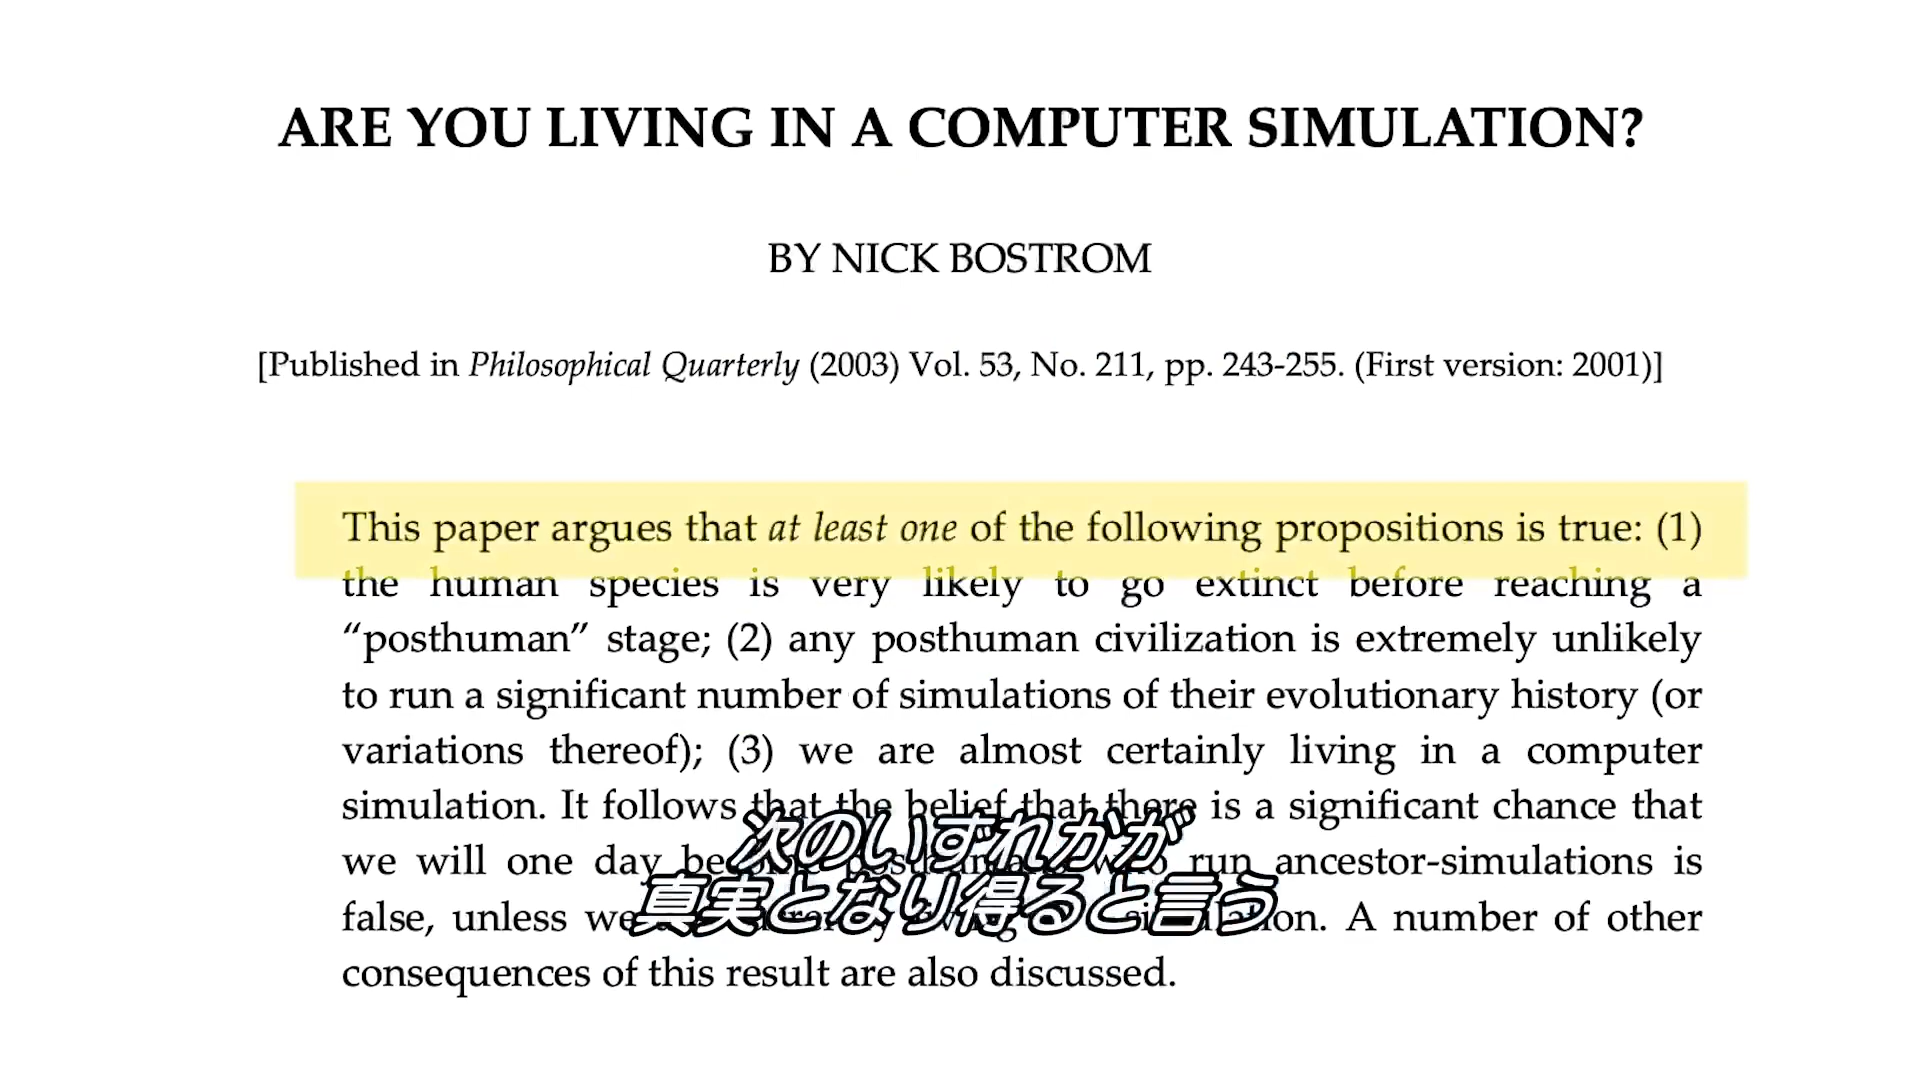 ARE YOU LIVING IN A COMPUTER SIMULATION?
BY NICK BOSTROM
[Published in Philosophical Quarterly (2003) Vol. 53, No. 211, pp. 243-255. (First version: 2001)]
This paper argues that at least one of the following propositions is true: (1)
the human species is very likely to go extinct before reaching a
“posthuman” stage; (2) any posthuman civilization is extremely unlikely
to run a significant number of simulations of their evolutionary history (or
variations thereof); (3) we are almost certainly living in a computer
simulation. It follows that the belief that there is a significant chance that
we will one day run ancestor-simulations is
false, unless we A number of other
consequences of this result are also discussed.
次のいずれかが
真実となり得ると言う